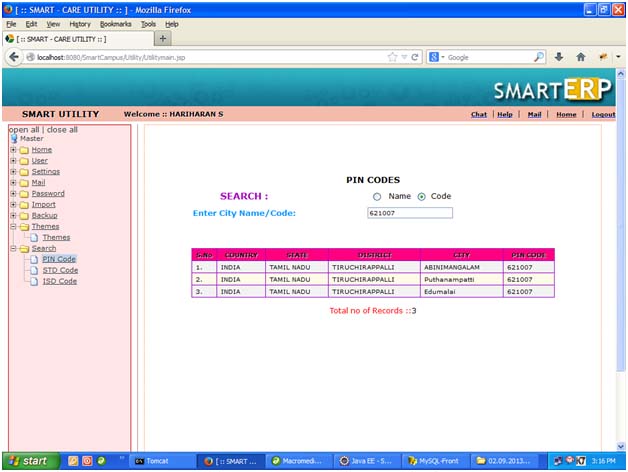 [ :: SMART - CARE UTILITY :: ] - Mozilla Firefox
File Edit View History Bookmarks Tools Help
[ :: SMART - CARE UTILITY :: ]
localhost:8080/SmartCampus/Utility/Utilitymain.jsp
Google
SMARTERP
SMART UTILITY Welcome :: HARIHARAN S Chat | Help | Mail | Home | Logout
open all | close all
Master
Home
User
Settings
Mail
Password
Import
Backup
Themes
Themes
Search
PIN Code
STD Code
ISD Code
PIN CODES
SEARCH : Name Code
Enter City Name/Code: 621007
S.No COUNTRY STATE DISTRICT CITY PIN CODE
1. INDIA TAMIL NADU TIRUCHIRAPPALLI ABINIMANGALAM 621007
2. INDIA TAMIL NADU TIRUCHIRAPPALLI Puthanampatti 621007
3. INDIA TAMIL NADU TIRUCHIRAPPALLI Edumalai 621007
Total no of Records ::3
start Tomcat [ :: SMART ... Macromedi... Java EE - S... MySQL-Front 02.09.2013... 3:16 PM